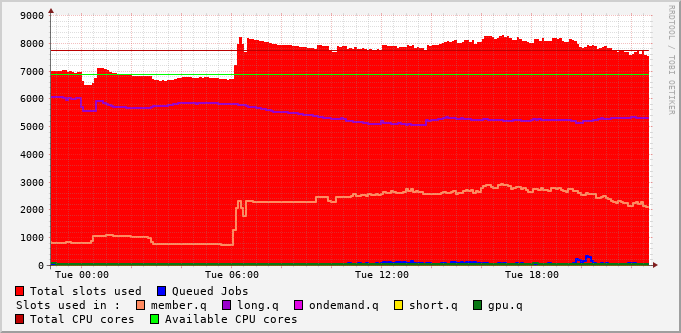 9000
8000
7000
6000
5000
4000
3000
2000
1000
0
Tue 00:00 Tue 06:00 Tue 12:00 Tue 18:00
RRDTOOL / TOBI OETIKER
Total slots used Queued Jobs
Slots used in : member.q long.q ondemand.q short.q gpu.q
Total CPU cores Available CPU cores